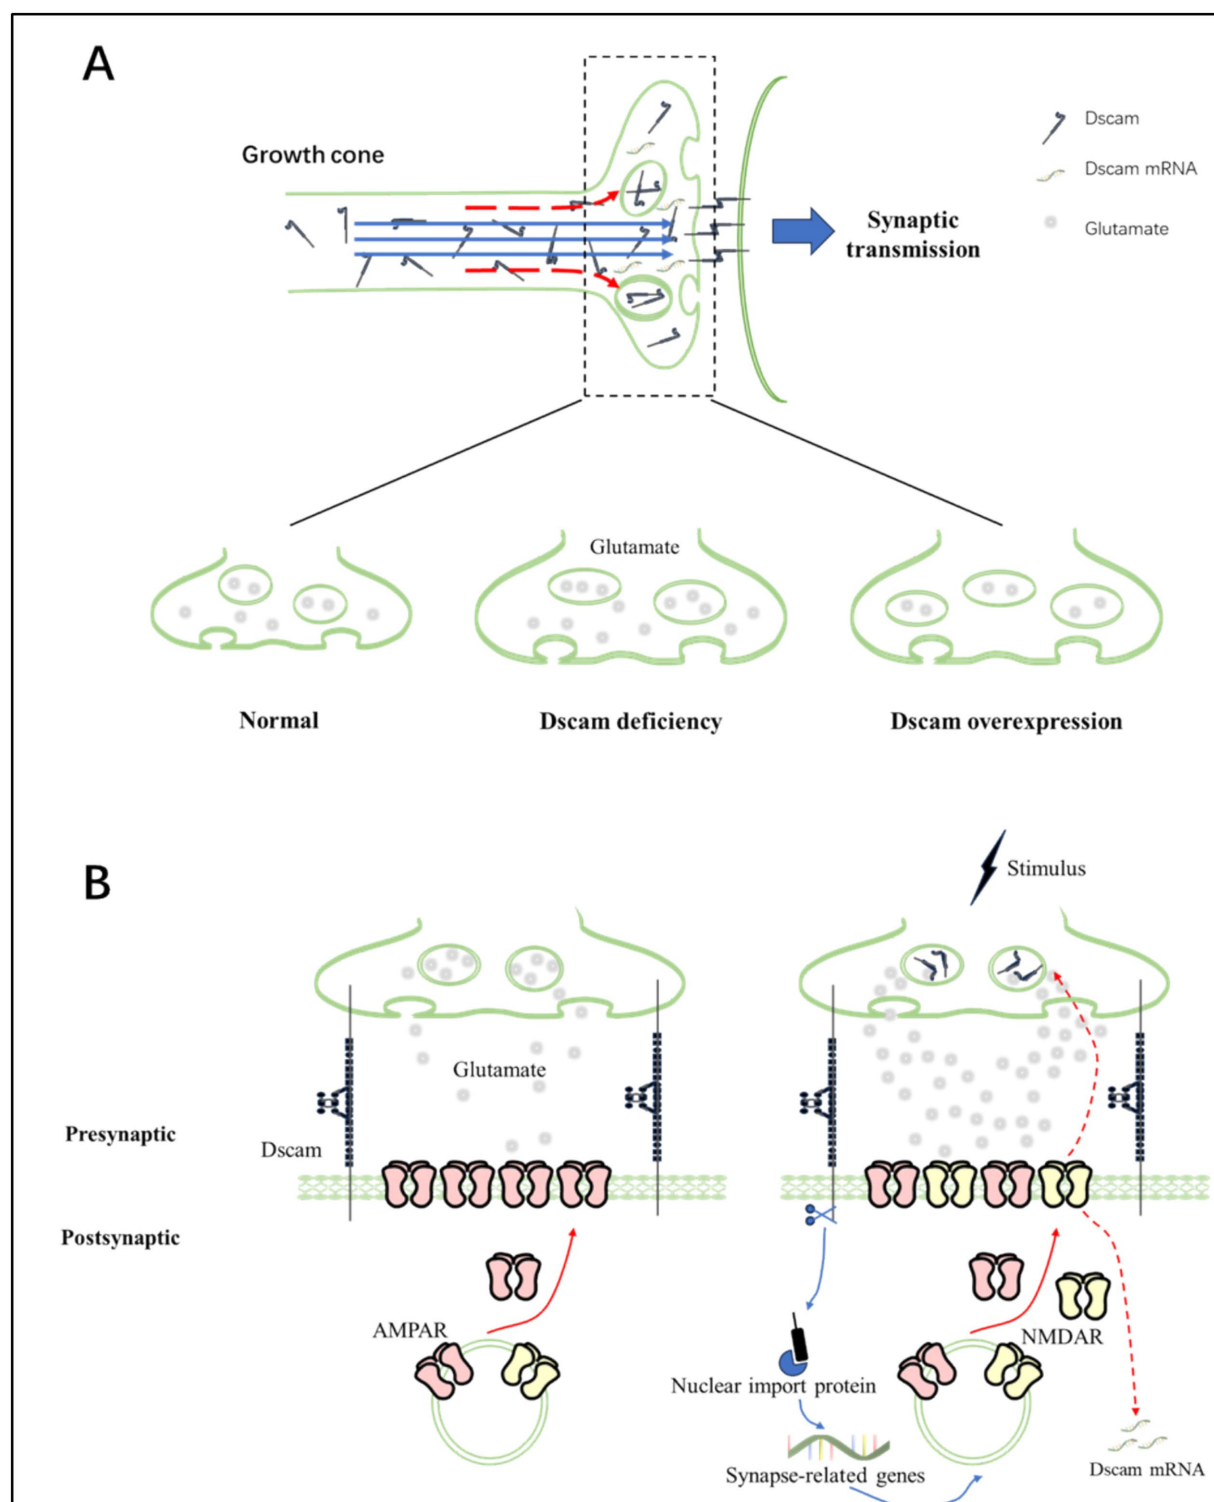 A
Growth cone
Dscam
Dscam mRNA
Glutamate
Synaptic
transmission
Glutamate
Normal
Dscam deficiency
Dscam overexpression
B
Stimulus
Glutamate
Presynaptic
Dscam
Postsynaptic
AMPAR
NMDAR
Nuclear import protein
Synapse-related genes
Dscam mRNA